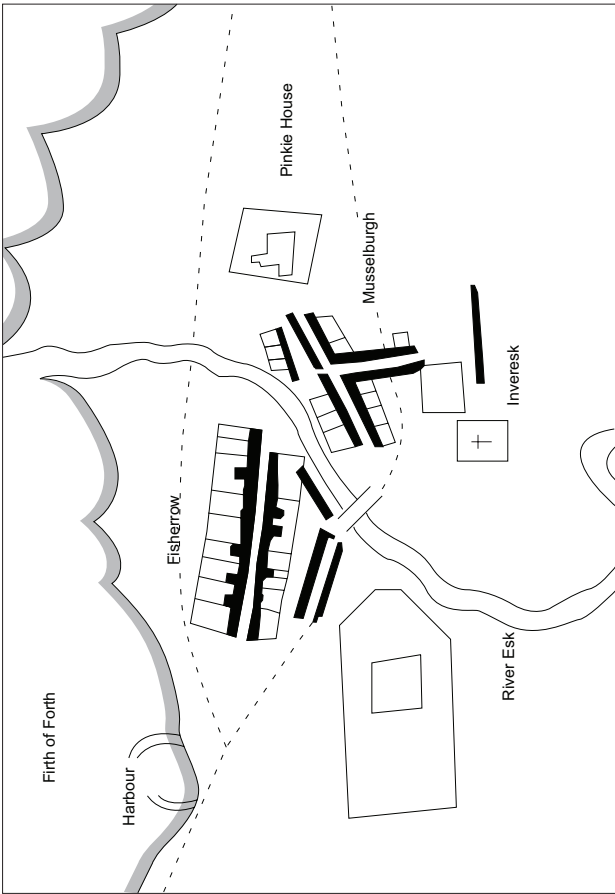 Firth of Forth
Harbour
Fisherrow
Pinkie House
Musselburgh
River Esk
Inveresk